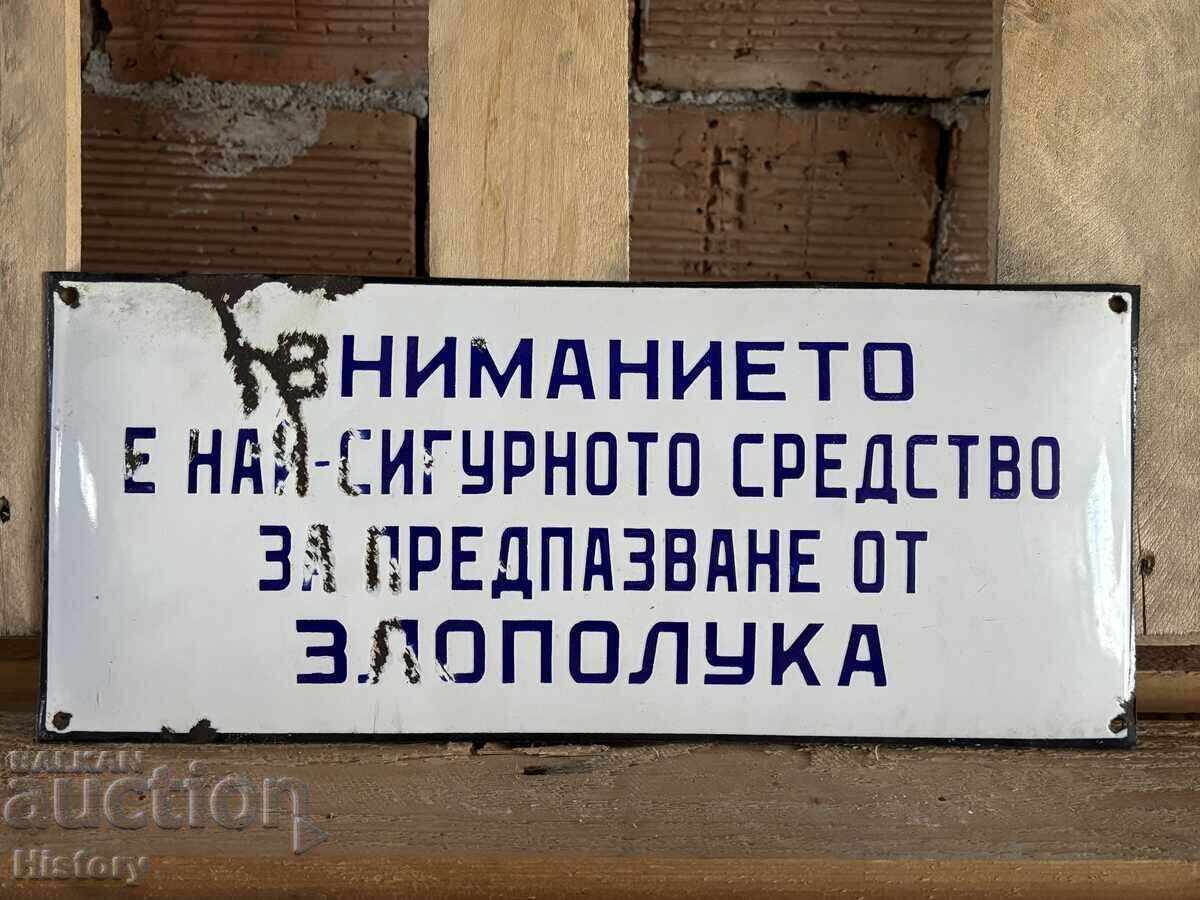 ВНИМАНИЕТО
Е НАЙ-СИГУРНОТО СРЕДСТВО
ЗА ПРЕДПАЗВАНЕ ОТ
ЗЛОПОЛУКА
BALKAN
auction
History